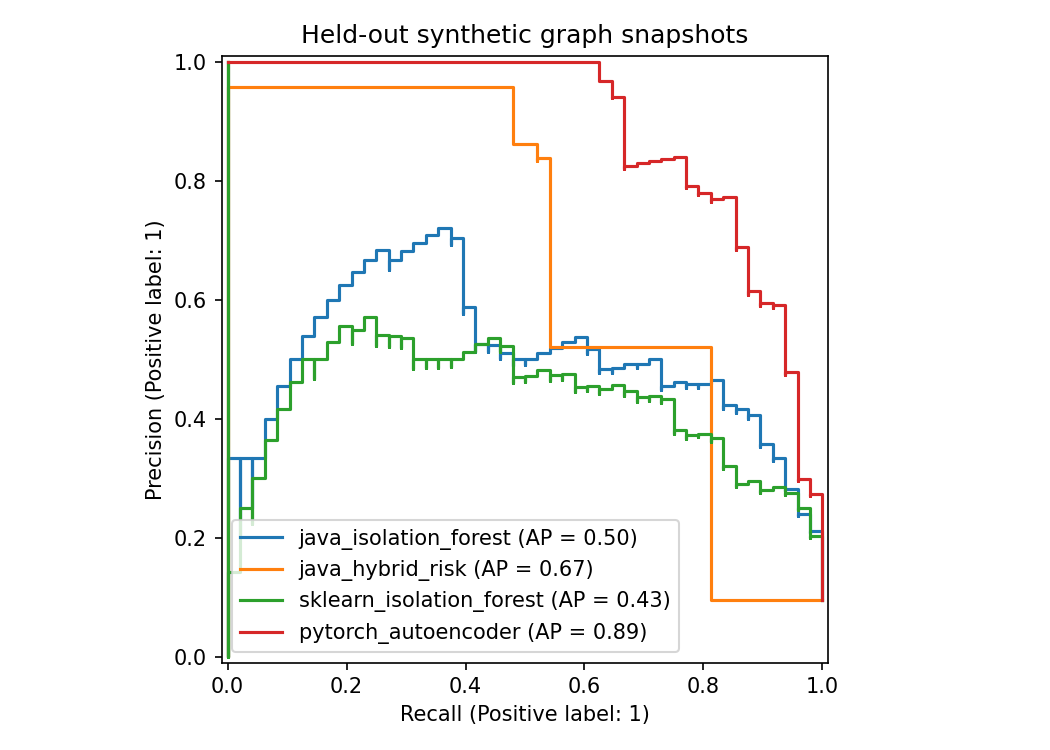 Held-out synthetic graph snapshots
1.0
0.8
0.6
0.4
0.2
0.0
Precision (Positive label: 1)
java_isolation_forest (AP = 0.50)
java_hybrid_risk (AP = 0.67)
sklearn_isolation_forest (AP = 0.43)
pytorch_autoencoder (AP = 0.89)
0.0 0.2 0.4 0.6 0.8 1.0
Recall (Positive label: 1)